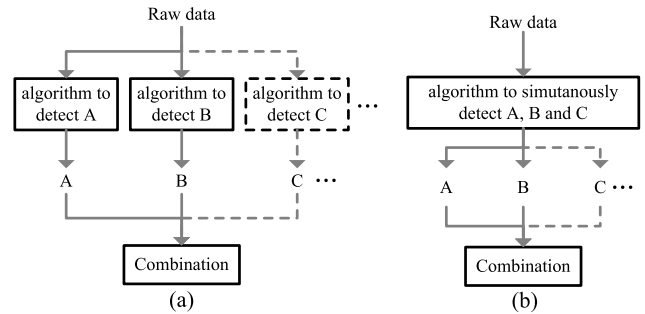 Raw data
algorithm to
detect A
algorithm to
detect B
algorithm to
detect C
...
A
B
C ...
Combination
(a)
Raw data
algorithm to simutanously
detect A, B and C
A
B
C ...
Combination
(b)